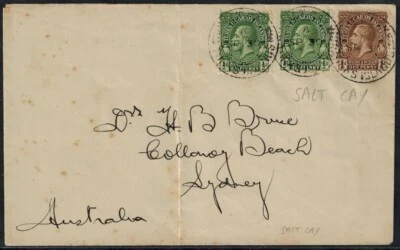 SALT CAY
Dr H B Bruce
Collaroy Beach
Sydney
Australia
SALT CAY